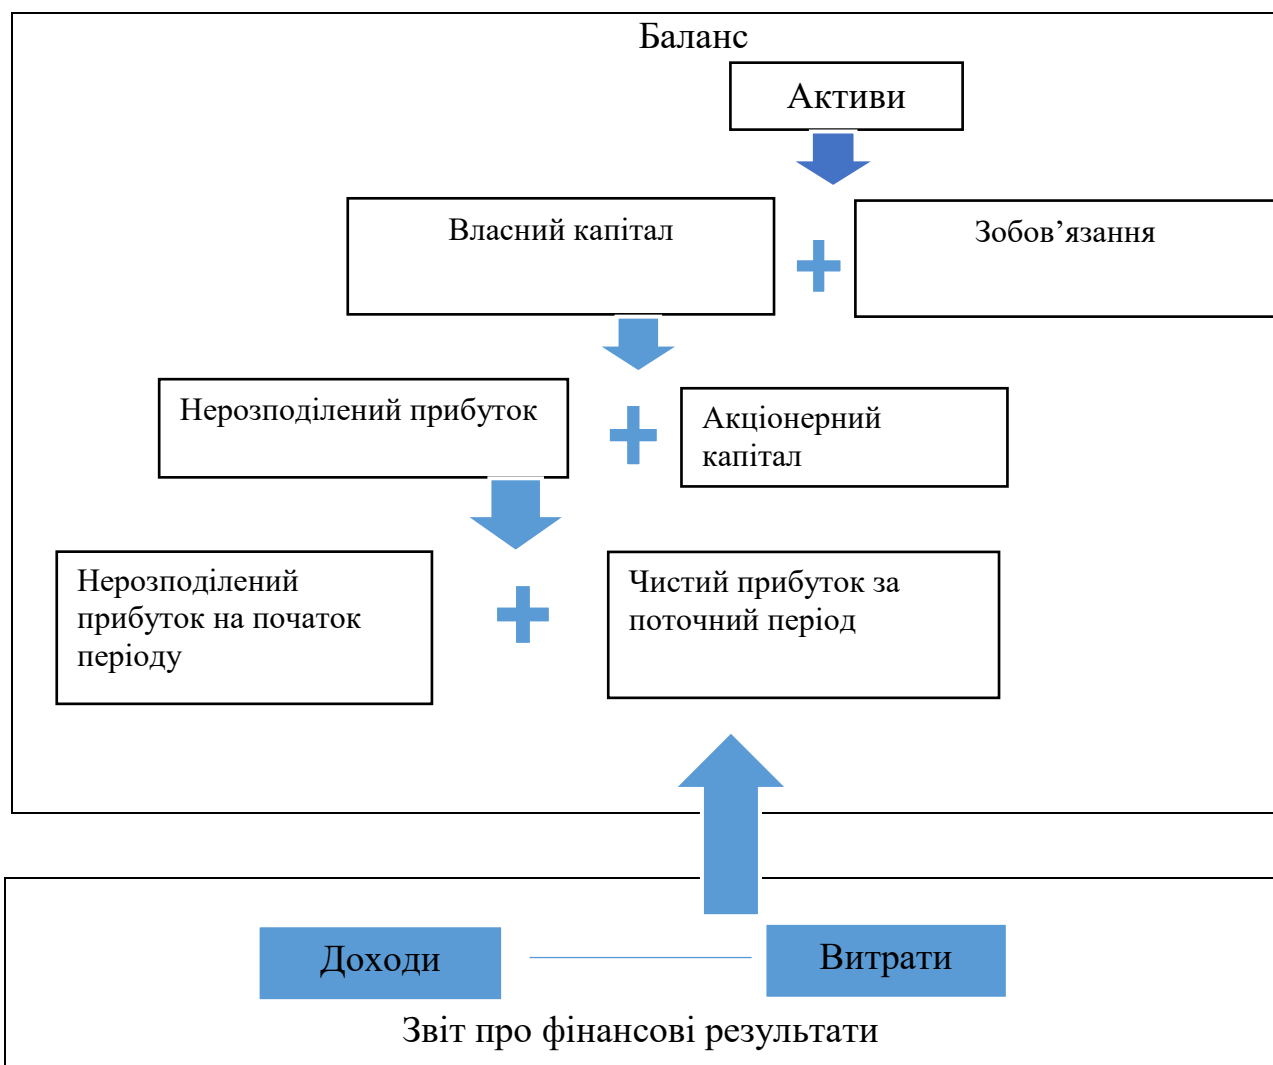 Баланс
Активи
Власний капітал
Зобов’язання
Нерозподілений прибуток
Акціонерний
капітал
Нерозподілений
прибуток на початок
періоду
Чистий прибуток за
поточний період
Доходи
Витрати
Звіт про фінансові результати